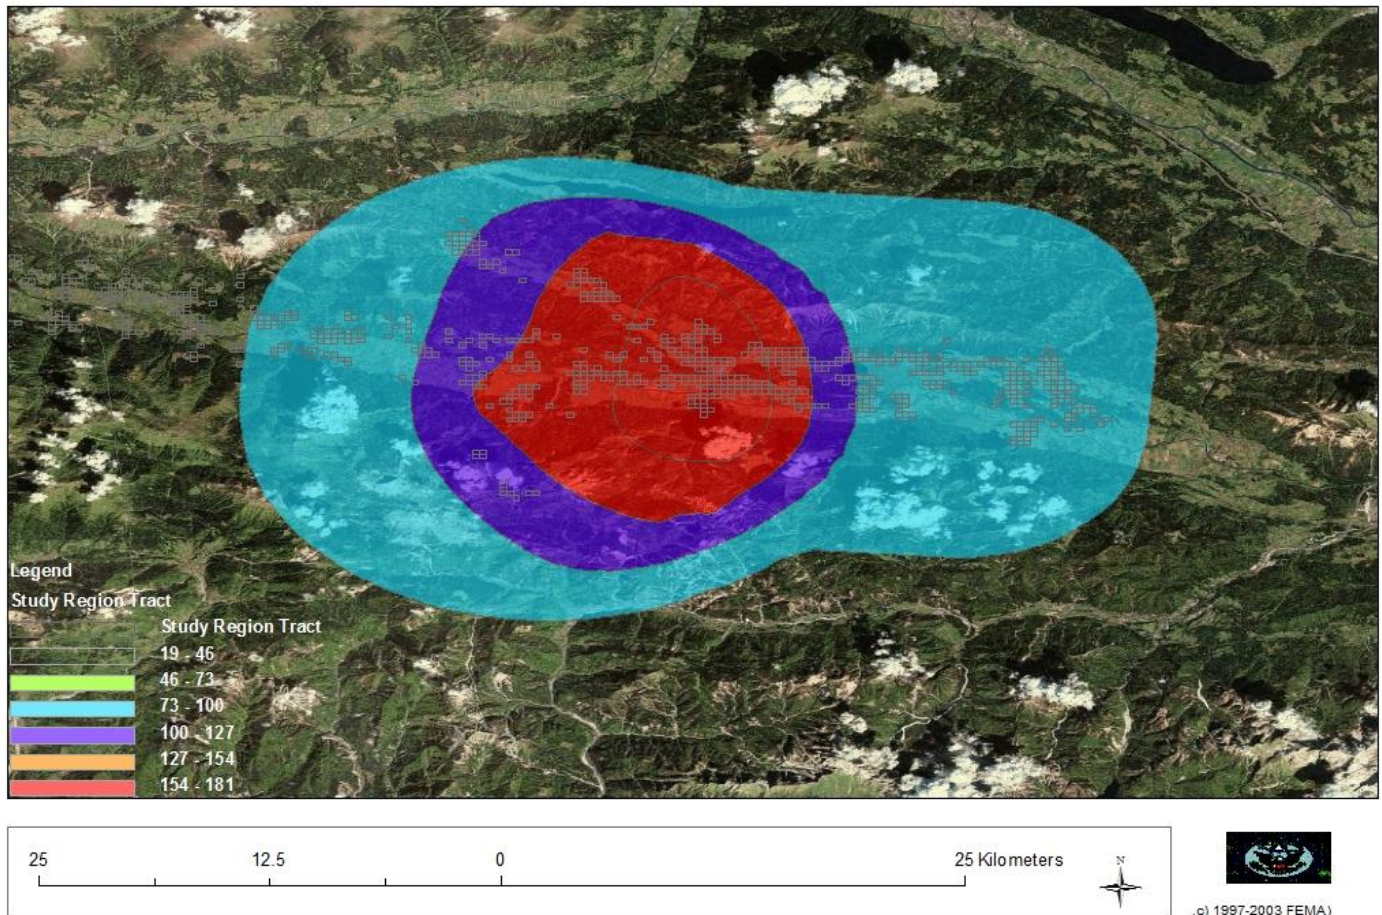 Legend
Study Region Tract
Study Region Tract
19 - 46
46 - 73
73 - 100
100 - 127
127 - 154
154 - 181
25 12.5 0 25 Kilometers
N
.c) 1997-2003 FEMA)